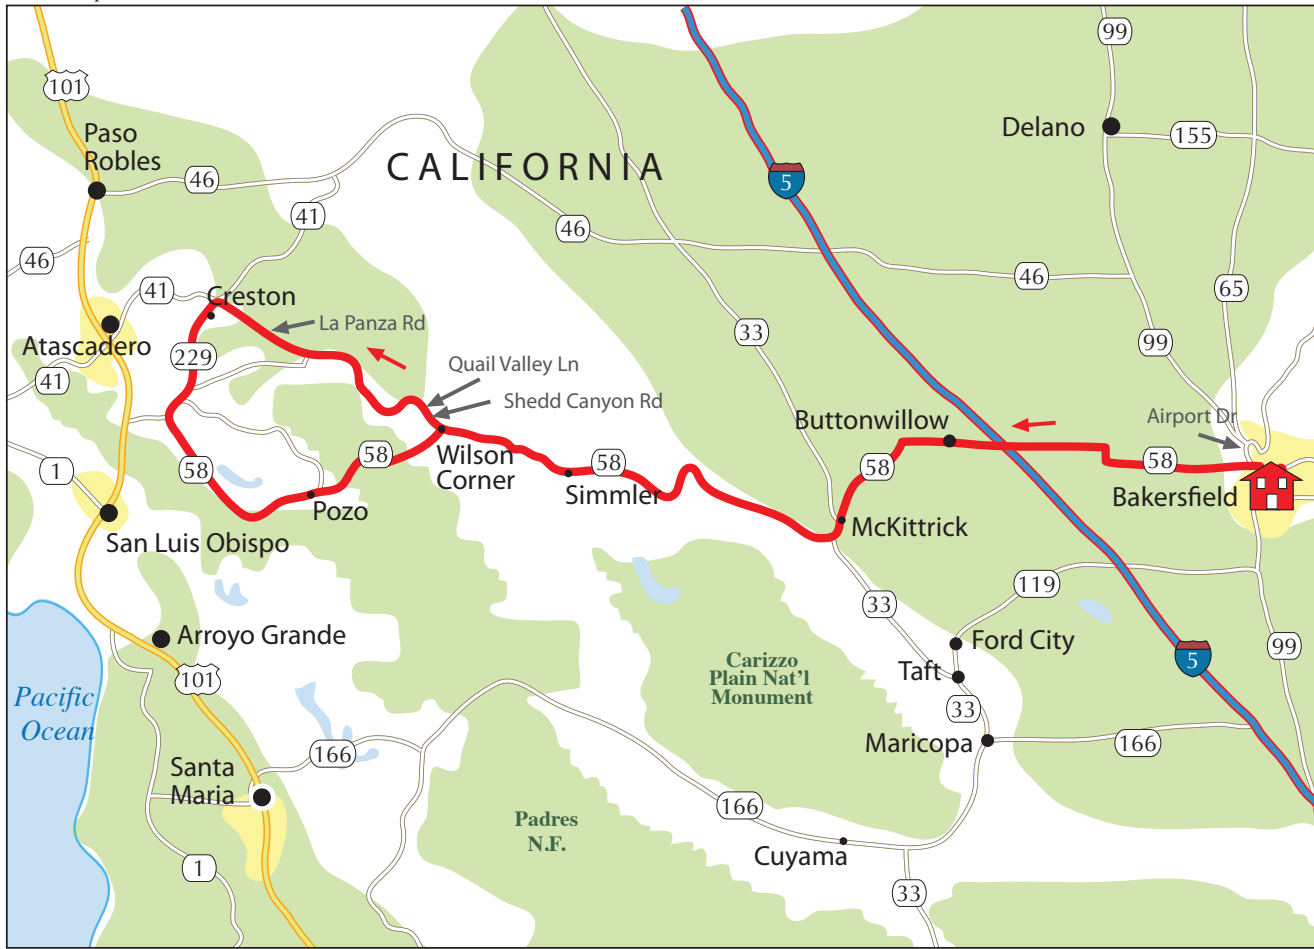 101
99
Paso
Robles
Delano
155
CALIFORNIA
46
5
41
46
46
46
65
41
Creston
33
La Panza Rd
Atascadero
229
99
Quail Valley Ln
41
Shedd Canyon Rd
Buttonwillow
Airport Dr
1
58
58
Wilson
Corner
58
Simmler
58
58
Bakersfield
Pozo
McKittrick
San Luis Obispo
119
33
Arroyo Grande
Ford City
99
Carizzo
Plain Nat'l
Monument
Taft
5
101
Pacific
Ocean
33
Maricopa
166
166
Santa
Maria
166
Padres
N.F.
Cuyama
1
33